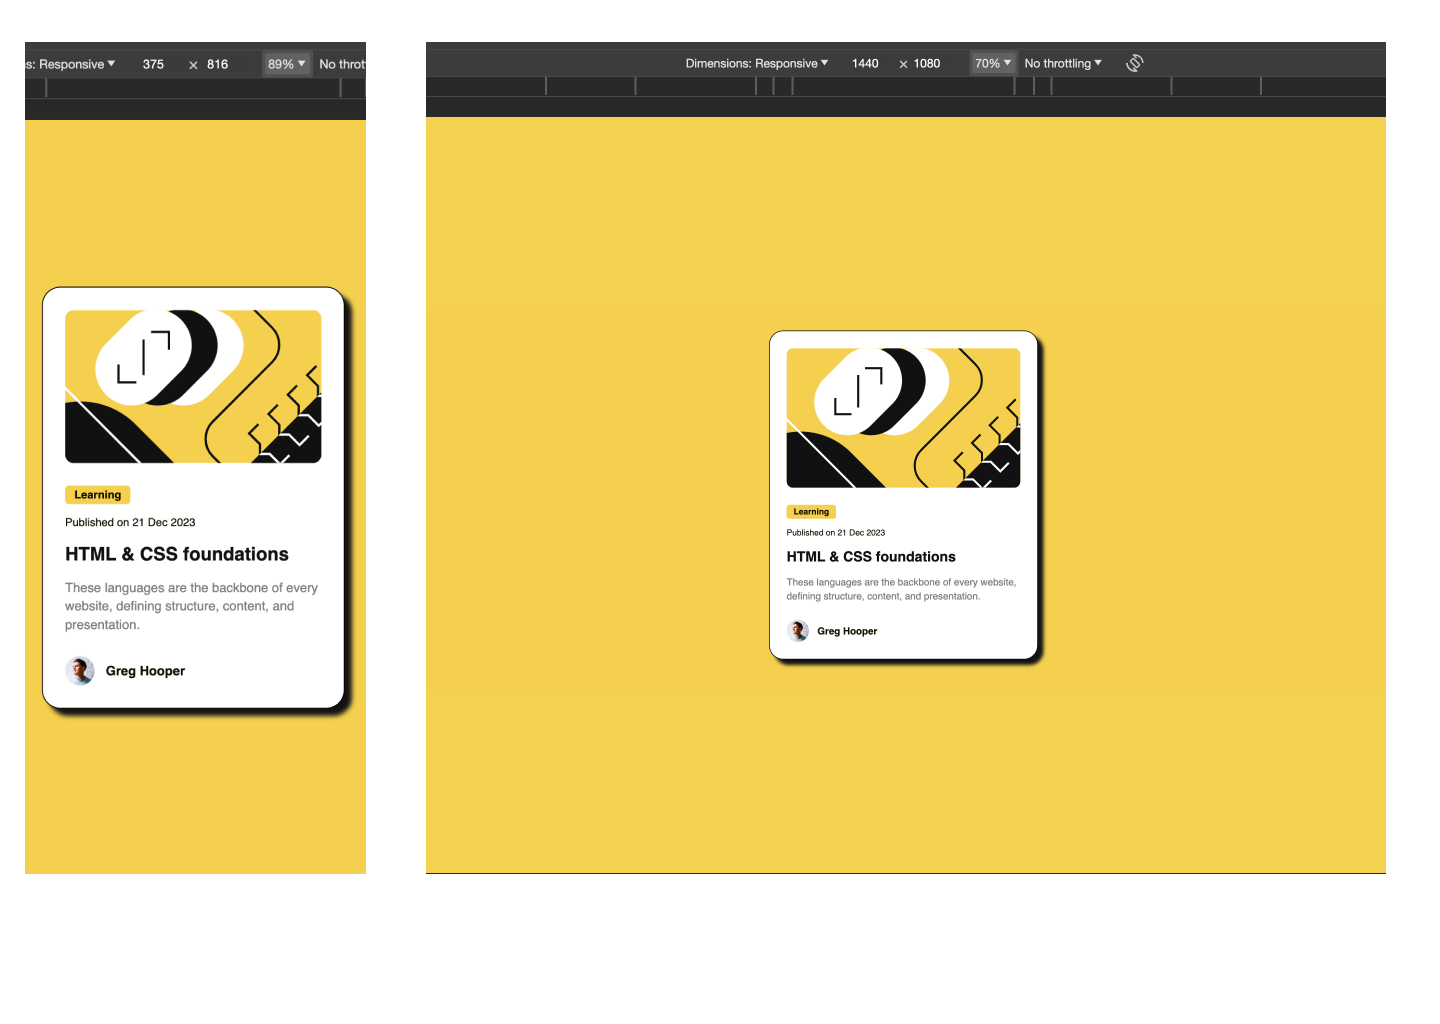 s: Responsive ▼ 375 × 816 89% ▼ No thrott
Learning
Published on 21 Dec 2023
HTML & CSS foundations
These languages are the backbone of every
website, defining structure, content, and
presentation.
Greg Hooper
Dimensions: Responsive ▼ 1440 × 1080 70% ▼ No throttling ▼
Learning
Published on 21 Dec 2023
HTML & CSS foundations
These languages are the backbone of every website,
defining structure, content, and presentation.
Greg Hooper